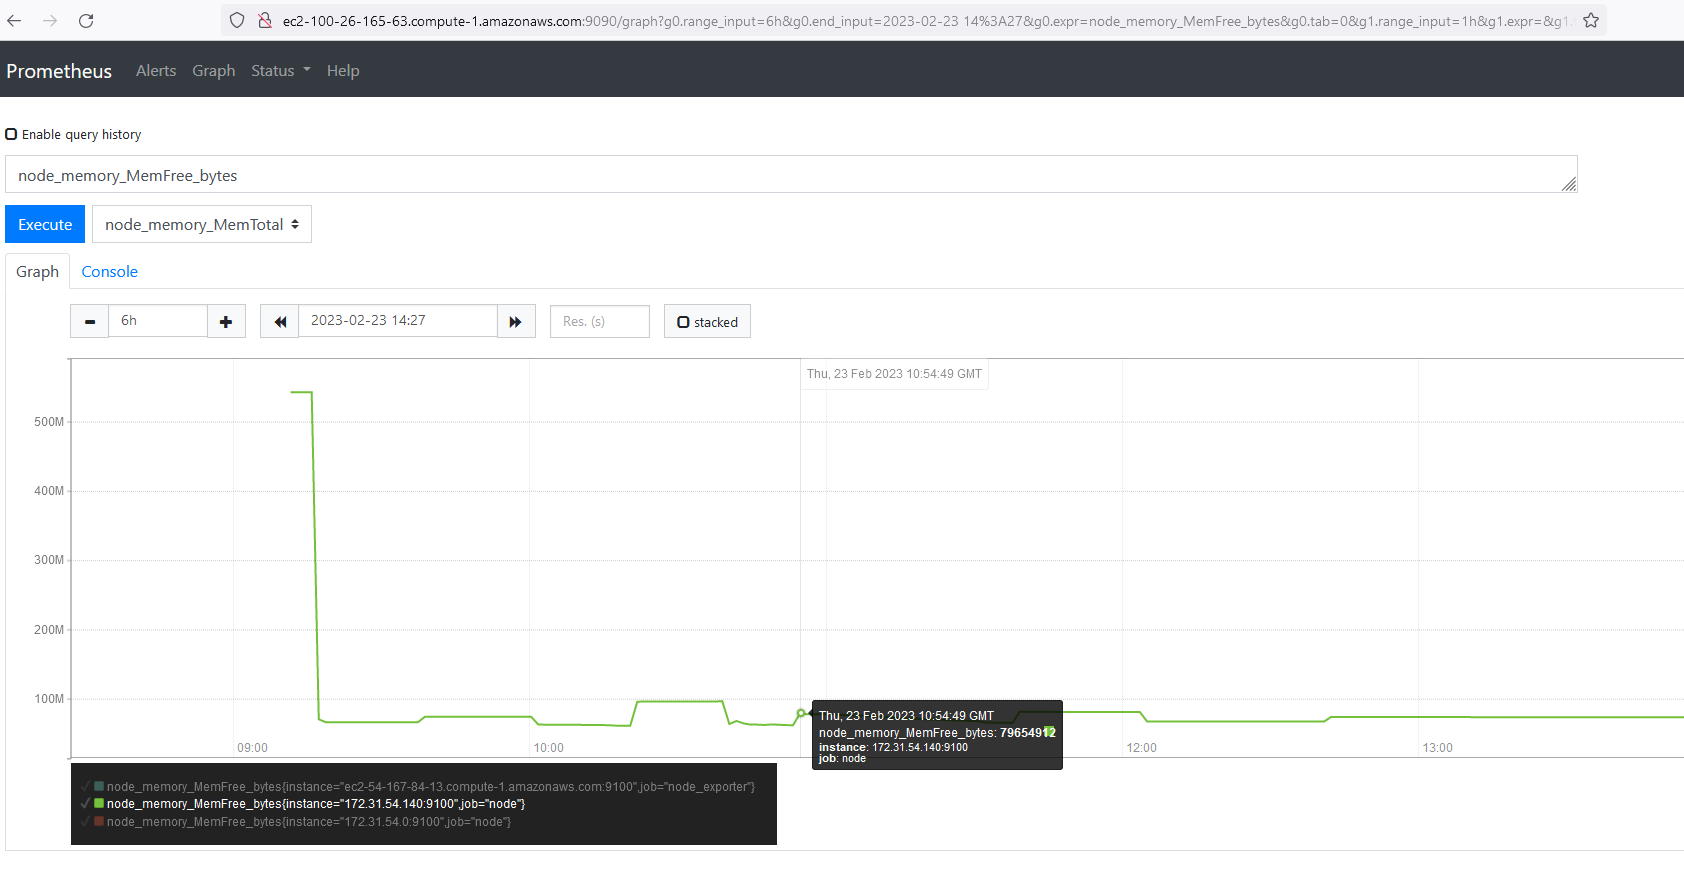 ec2-100-26-165-63.compute-1.amazonaws.com:9090/graph?g0.range_input=6h&g0.end_input=2023-02-23 14%3A27&g0.expr=node_memory_MemFree_bytes&g0.tab=0&g1.range_input=1h&g1.expr=&g1.
Prometheus Alerts Graph Status Help
Enable query history
node_memory_MemFree_bytes
Execute node_memory_MemTotal
Graph Console
6h 2023-02-23 14:27 Res. (s) stacked
Thu, 23 Feb 2023 10:54:49 GMT
500M
400M
300M
200M
100M
Thu, 23 Feb 2023 10:54:49 GMT
node_memory_MemFree_bytes: 79654912
instance: 172.31.54.140:9100
job: node
09:00 10:00 12:00 13:00
node_memory_MemFree_bytes{instance="ec2-54-167-84-13.compute-1.amazonaws.com:9100",job="node_exporter"}
node_memory_MemFree_bytes{instance="172.31.54.140:9100",job="node"}
node_memory_MemFree_bytes{instance="172.31.54.0:9100",job="node"}